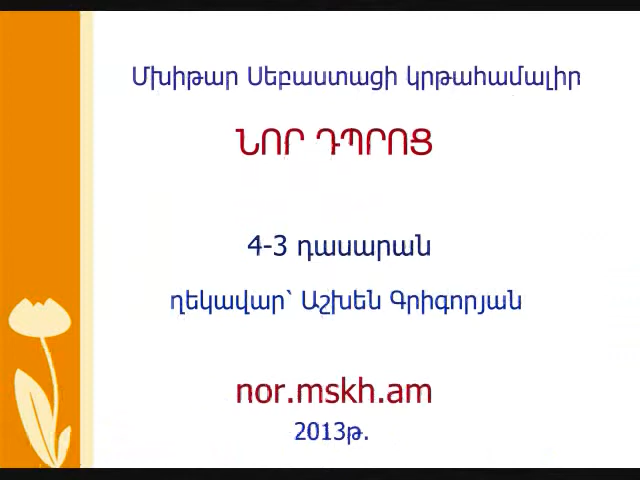 Մխիթար Սեբաստացի կրթահամալիր
ՆՈՐ ԴՊՐՈՑ
4-3 դասարան
ղեկավար՝ Աշխեն Գրիգորյան
nor.mskh.am
2013թ.